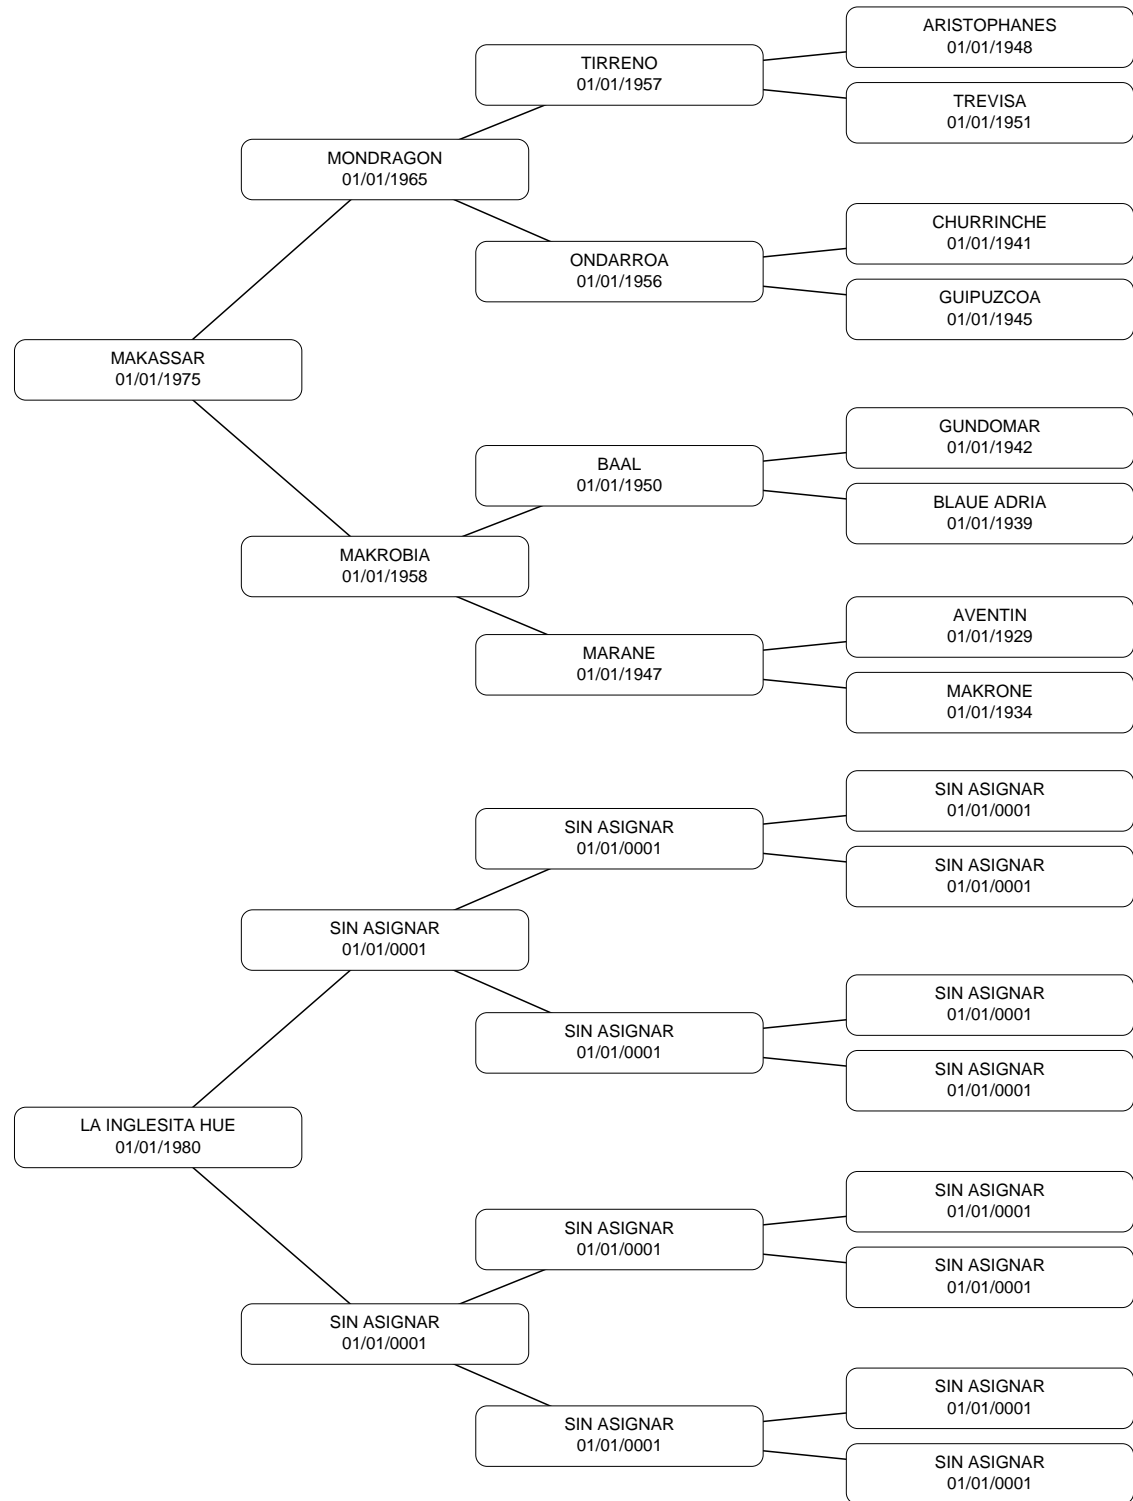 ARISTOPHANES
01/01/1948
TIRRENO
01/01/1957
TREVISA
01/01/1951
MONDRAGON
01/01/1965
CHURRINCHE
01/01/1941
ONDARROA
01/01/1956
GUIPUZCOA
01/01/1945
MAKASSAR
01/01/1975
GUNDOMAR
01/01/1942
BAAL
01/01/1950
BLAUE ADRIA
01/01/1939
MAKROBIA
01/01/1958
AVENTIN
01/01/1929
MARANE
01/01/1947
MAKRONE
01/01/1934
SIN ASIGNAR
01/01/0001
SIN ASIGNAR
01/01/0001
SIN ASIGNAR
01/01/0001
SIN ASIGNAR
01/01/0001
SIN ASIGNAR
01/01/0001
SIN ASIGNAR
01/01/0001
SIN ASIGNAR
01/01/0001
LA INGLESITA HUE
01/01/1980
SIN ASIGNAR
01/01/0001
SIN ASIGNAR
01/01/0001
SIN ASIGNAR
01/01/0001
SIN ASIGNAR
01/01/0001
SIN ASIGNAR
01/01/0001
SIN ASIGNAR
01/01/0001
SIN ASIGNAR
01/01/0001